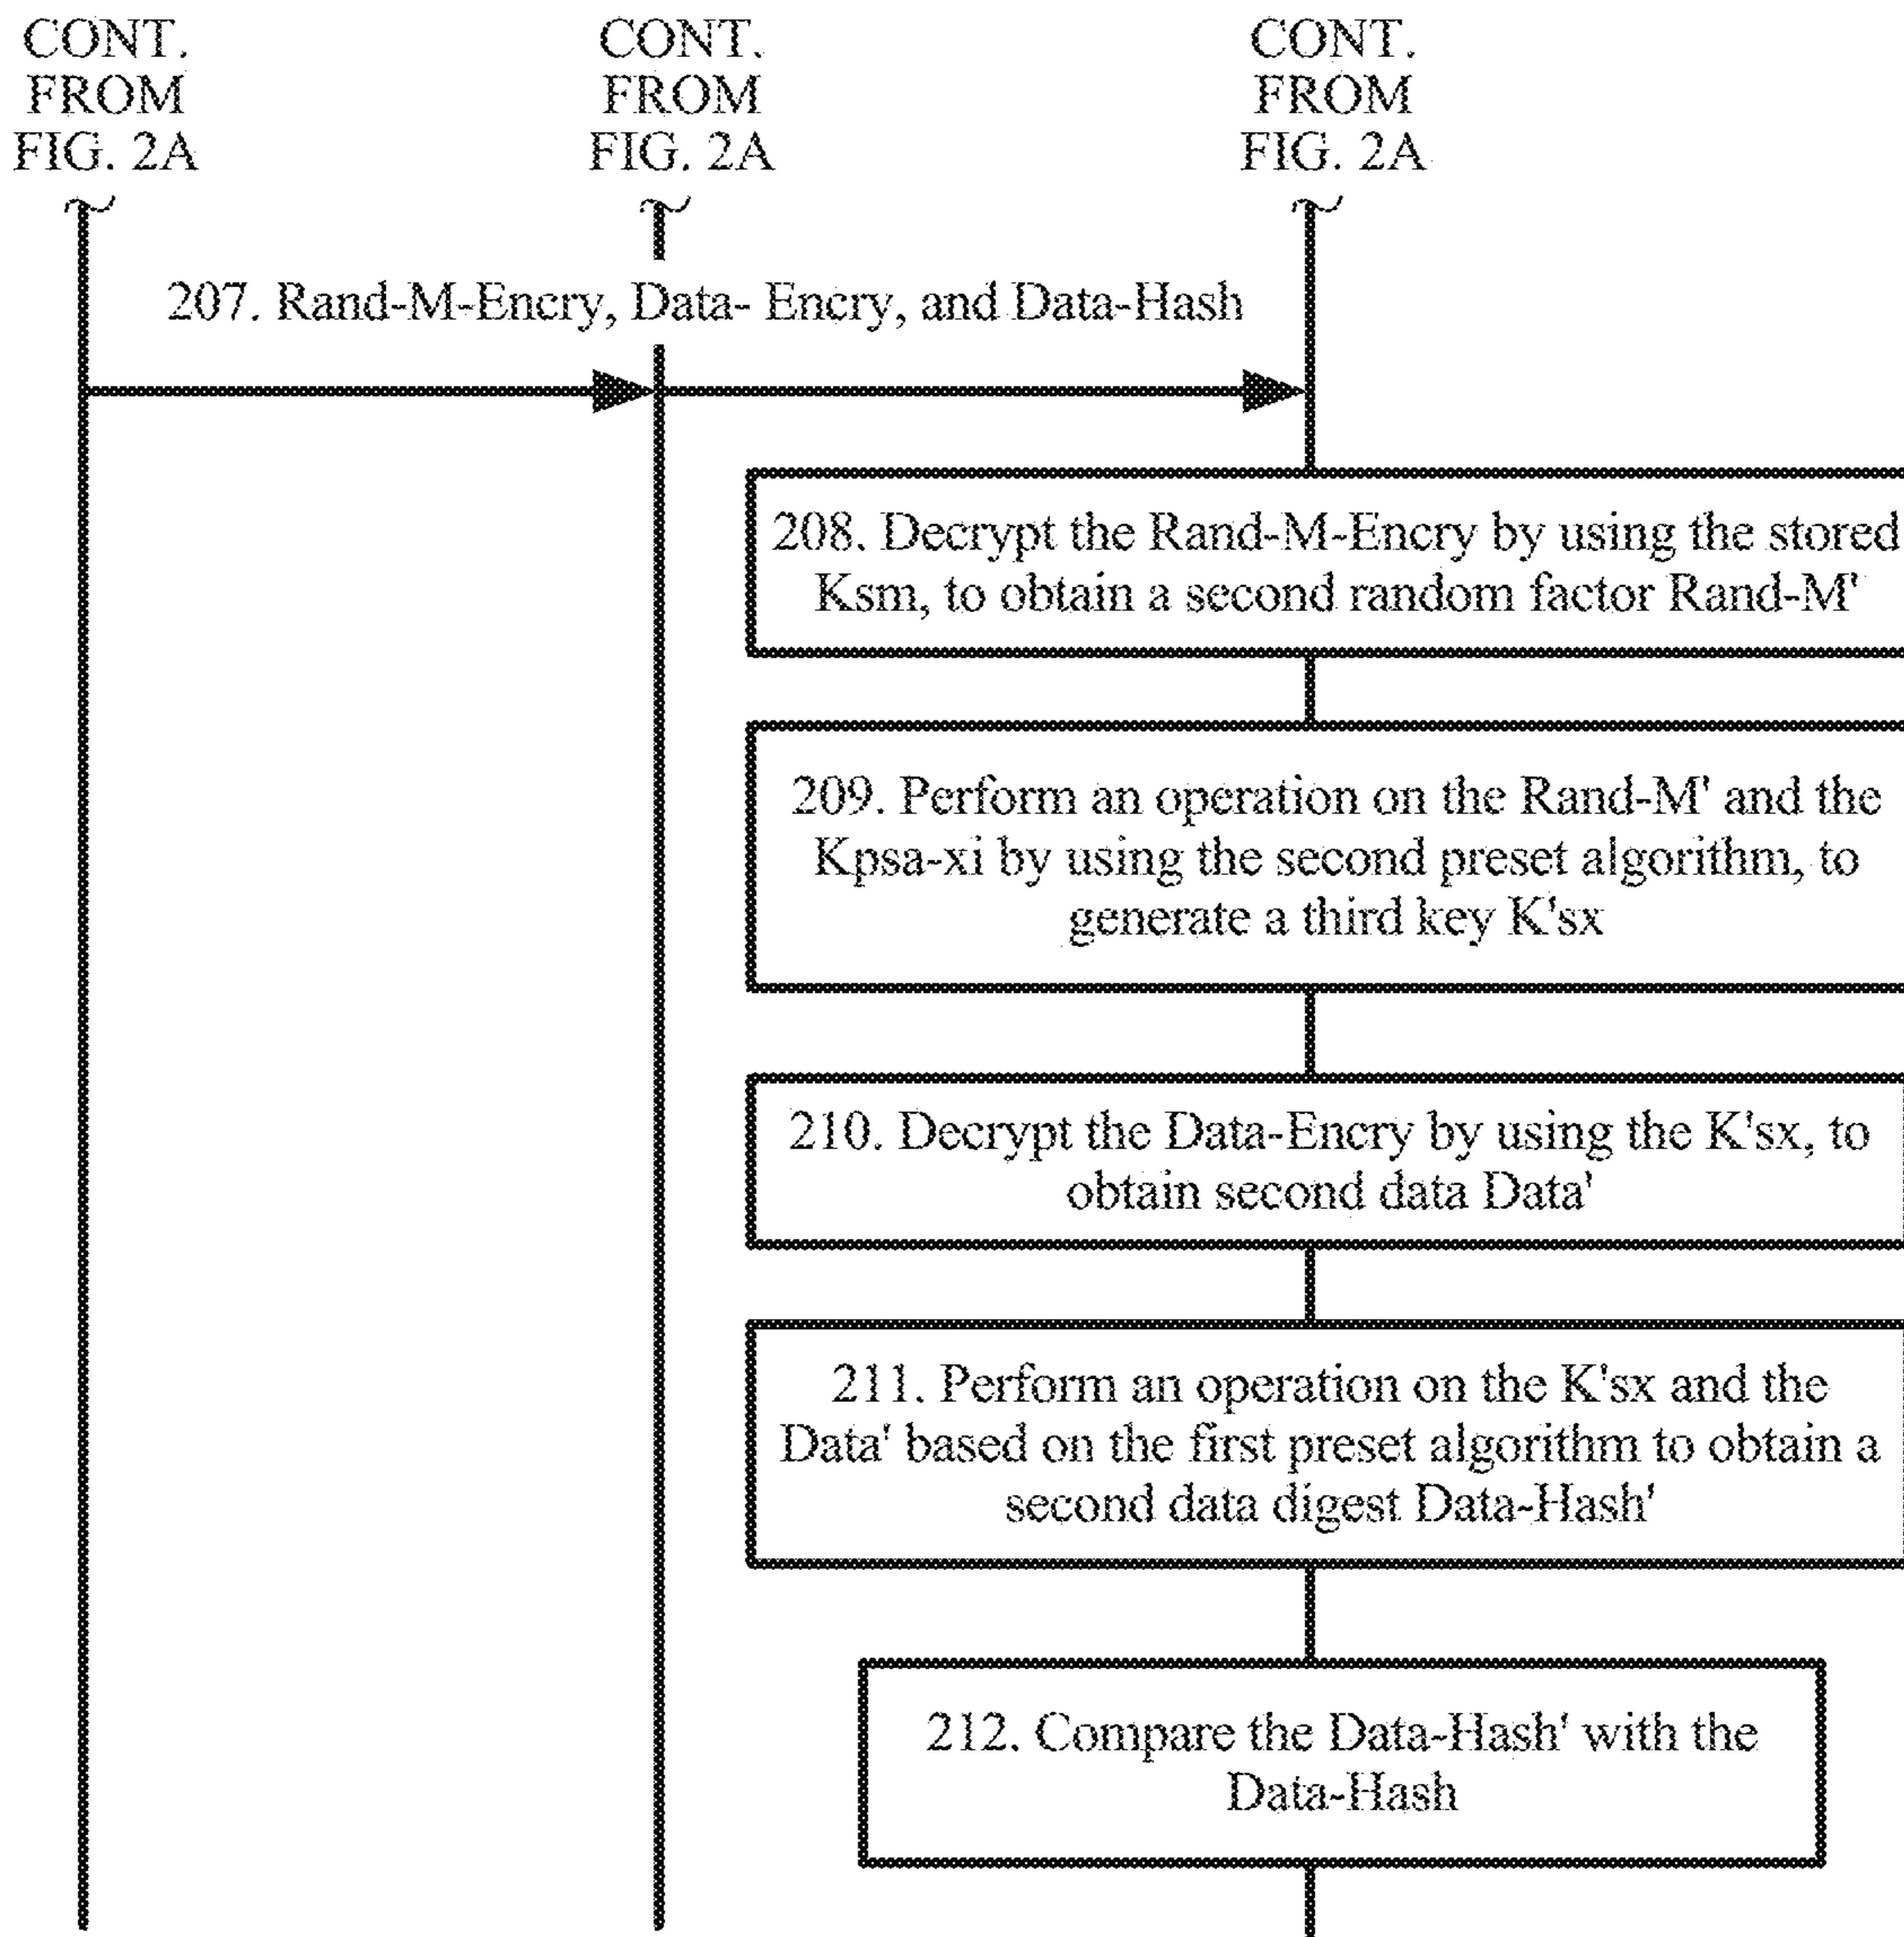 CONT.
FROM
FIG. 2A
CONT.
FROM
FIG. 2A
CONT.
FROM
FIG. 2A
207. Rand-M-Encry, Data- Encry, and Data-Hash
208. Decrypt the Rand-M-Encry by using the stored
Ksm, to obtain a second random factor Rand-M'
209. Perform an operation on the Rand-M' and the
Kpsa-xi by using the second preset algorithm, to
generate a third key K'sx
210. Decrypt the Data-Encry by using the K'sx, to
obtain second data Data'
211. Perform an operation on the K'sx and the
Data' based on the first preset algorithm to obtain a
second data digest Data-Hash'
212. Compare the Data-Hash' with the
Data-Hash